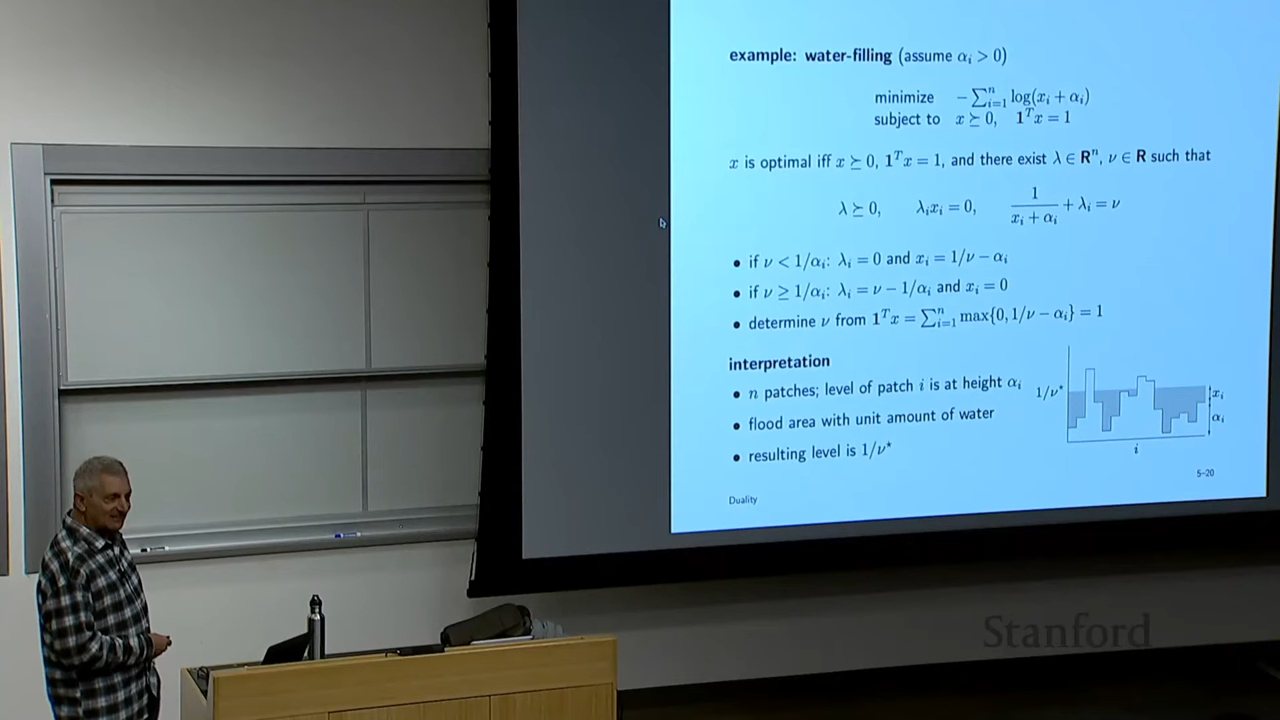 example: water-filling (assume αᵢ > 0)
minimize −∑ⁿᵢ₌₁ log(xᵢ + αᵢ)
subject to x ⪰ 0, 1ᵀx = 1
x is optimal iff x ⪰ 0, 1ᵀx = 1, and there exist λ ∈ Rⁿ, ν ∈ R such that
λ ⪰ 0, λᵢxᵢ = 0, 1/(xᵢ + αᵢ) + λᵢ = ν
• if ν < 1/αᵢ: λᵢ = 0 and xᵢ = 1/ν − αᵢ
• if ν ≥ 1/αᵢ: λᵢ = ν − 1/αᵢ and xᵢ = 0
• determine ν from 1ᵀx = ∑ⁿᵢ₌₁ max{0, 1/ν − αᵢ} = 1
interpretation
• n patches; level of patch i is at height αᵢ
• flood area with unit amount of water
• resulting level is 1/ν*
1/ν*
xᵢ
αᵢ
i
5-20
Duality
Stanford